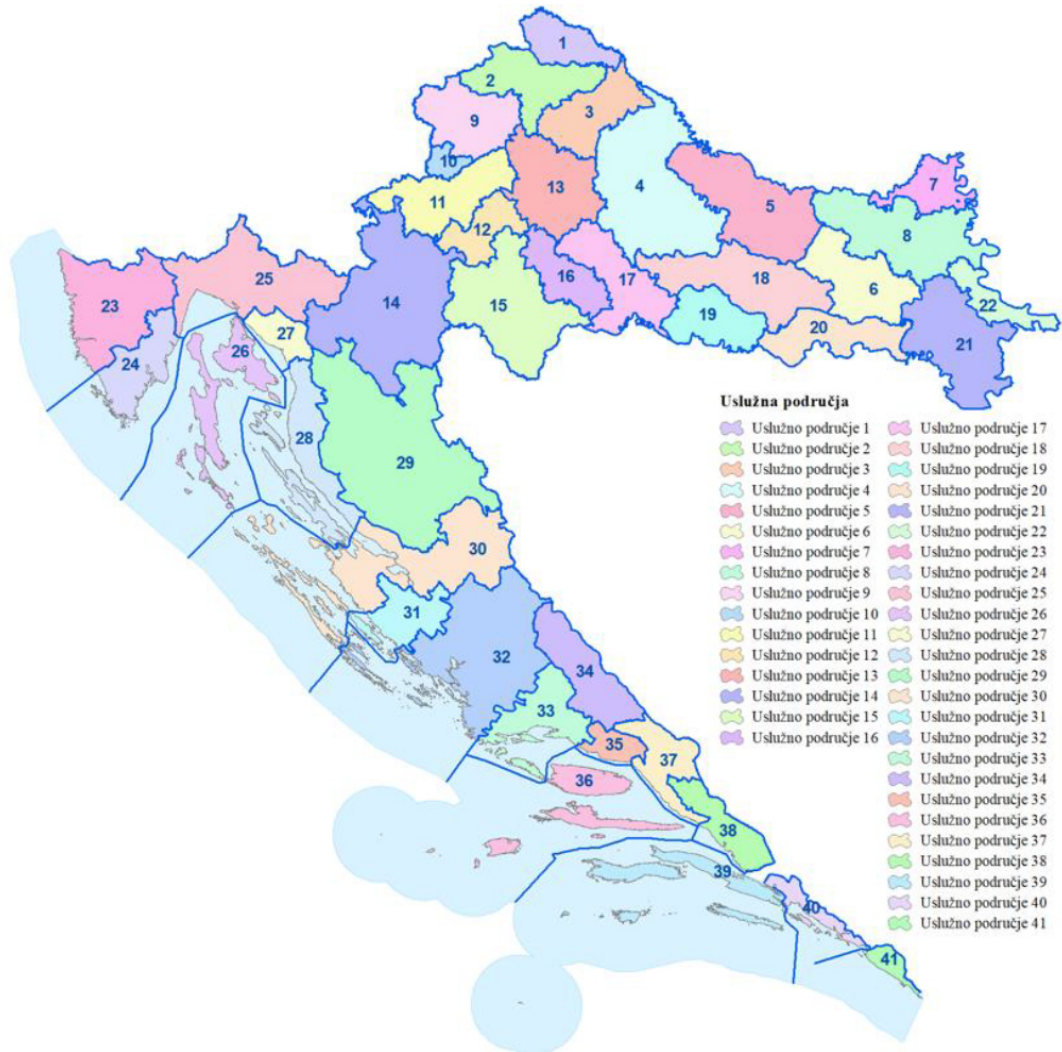 1
2
3
9
10
13
4
7
11
5
8
12
16
17
25
18
6
22
23
14
15
19
20
21
27
26
24
28
29
30
31
32
34
33
35
37
36
38
39
40
41
Uslužna područja
Uslužno područje 1
Uslužno područje 2
Uslužno područje 3
Uslužno područje 4
Uslužno područje 5
Uslužno područje 6
Uslužno područje 7
Uslužno područje 8
Uslužno područje 9
Uslužno područje 10
Uslužno područje 11
Uslužno područje 12
Uslužno područje 13
Uslužno područje 14
Uslužno područje 15
Uslužno područje 16
Uslužno područje 17
Uslužno područje 18
Uslužno područje 19
Uslužno područje 20
Uslužno područje 21
Uslužno područje 22
Uslužno područje 23
Uslužno područje 24
Uslužno područje 25
Uslužno područje 26
Uslužno područje 27
Uslužno područje 28
Uslužno područje 29
Uslužno područje 30
Uslužno područje 31
Uslužno područje 32
Uslužno područje 33
Uslužno područje 34
Uslužno područje 35
Uslužno područje 36
Uslužno područje 37
Uslužno područje 38
Uslužno područje 39
Uslužno područje 40
Uslužno područje 41